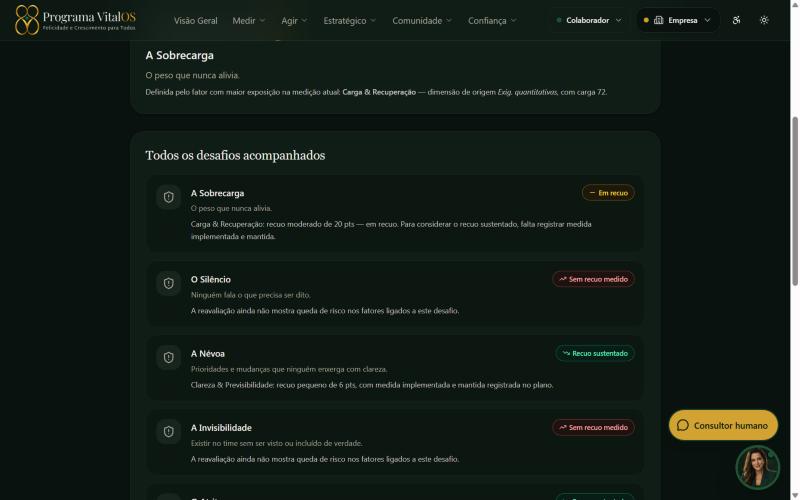 Programa VitalOS
Felicidade e Crescimento para Todos
Visão Geral
Medir
Agir
Estratégico
Comunidade
Confiança
Colaborador
Empresa
A Sobrecarga
O peso que nunca alivia.
Definida pelo fator com maior exposição na medição atual: Carga & Recuperação — dimensão de origem Exig. quantitativas, com carga 72.
Todos os desafios acompanhados
A Sobrecarga
Em recuo
O peso que nunca alivia.
Carga & Recuperação: recuo moderado de 20 pts — em recuo. Para considerar o recuo sustentado, falta registrar medida
implementada e mantida.
O Silêncio
Sem recuo medido
Ninguém fala o que precisa ser dito.
A reavaliação ainda não mostra queda de risco nos fatores ligados a este desafio.
A Névoa
Recuo sustentado
Prioridades e mudanças que ninguém enxerga com clareza.
Clareza & Previsibilidade: recuo pequeno de 6 pts, com medida implementada e mantida registrada no plano.
A Invisibilidade
Sem recuo medido
Existir no time sem ser visto ou incluído de verdade.
A reavaliação ainda não mostra queda de risco nos fatores ligados a este desafio.
Consultor humano